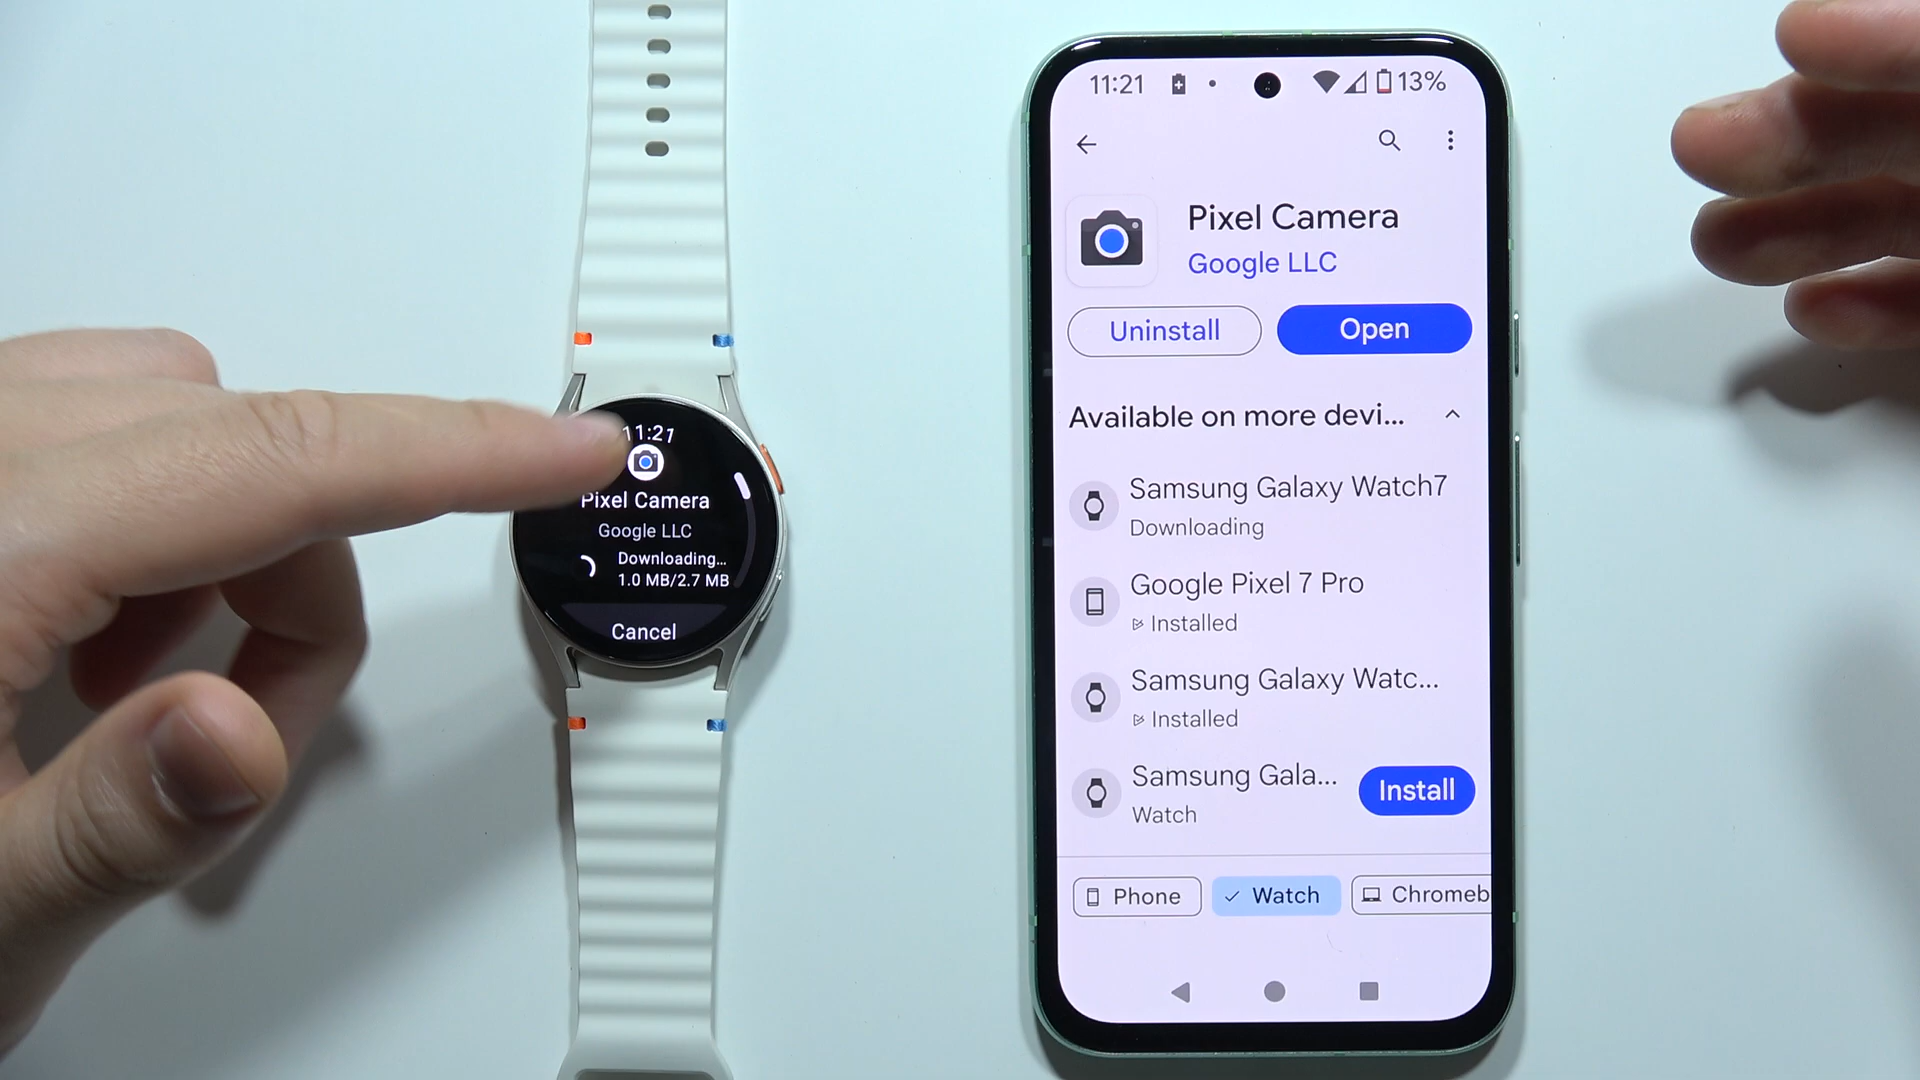 11:21
Pixel Camera
Google LLC
Downloading...
1.0 MB/2.7 MB
Cancel
11:21 13%
Pixel Camera
Google LLC
Uninstall Open
Available on more devi...
Samsung Galaxy Watch7
Downloading
Google Pixel 7 Pro
Installed
Samsung Galaxy Watc...
Installed
Samsung Gala... Install
Watch
Phone Watch Chromeb